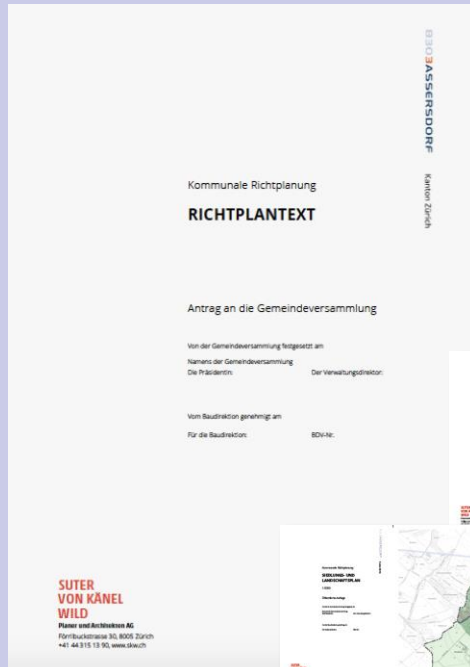 8303ASSERSDORF
Kanton Zürich
Kommunale Richtplanung
RICHTPLANTEXT
Antrag an die Gemeindeversammlung
Von der Gemeindeversammlung festgesetzt am
Namens der Gemeindeversammlung
Die Präsidentin: Der Verwaltungsdirektor:
Vom Baudirektion genehmigt am
Für die Baudirektion: BDV-Nr.
SUTER
VON KÄNEL
WILD
Planer und Architekten AG
Förrlibuckstrasse 30, 8005 Zürich
+41 44 315 13 90, www.skw.ch
Kommunale Richtplanung
SIEDLUNGS- UND
LANDSCHAFTSPLAN